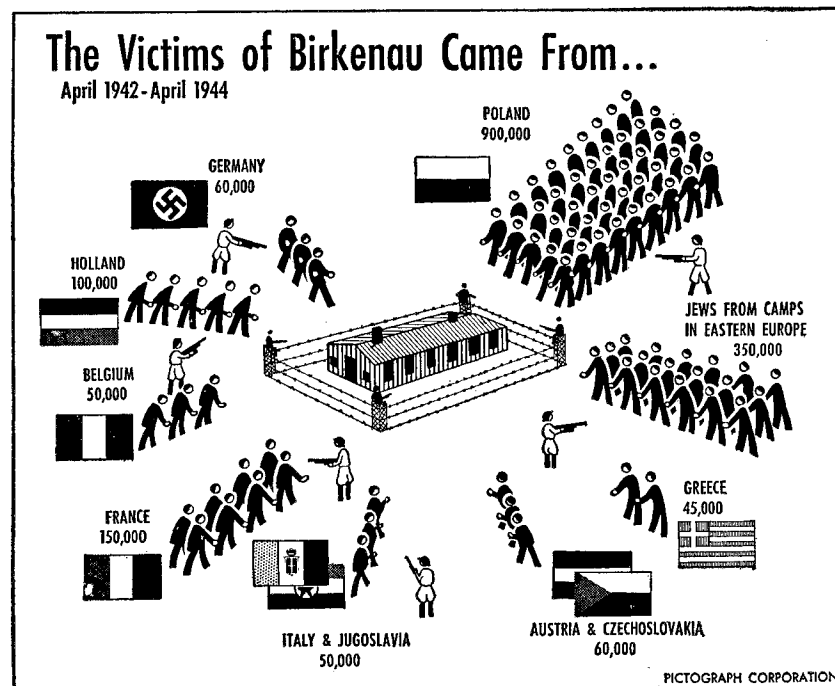 The Victims of Birkenau Came From...
April 1942-April 1944
POLAND
900,000
GERMANY
60,000
HOLLAND
100,000
JEWS FROM CAMPS
IN EASTERN EUROPE
350,000
BELGIUM
50,000
GREECE
45,000
FRANCE
150,000
ITALY & JUGOSLAVIA
50,000
AUSTRIA & CZECHOSLOVAKIA
60,000
PICTOGRAPH CORPORATION